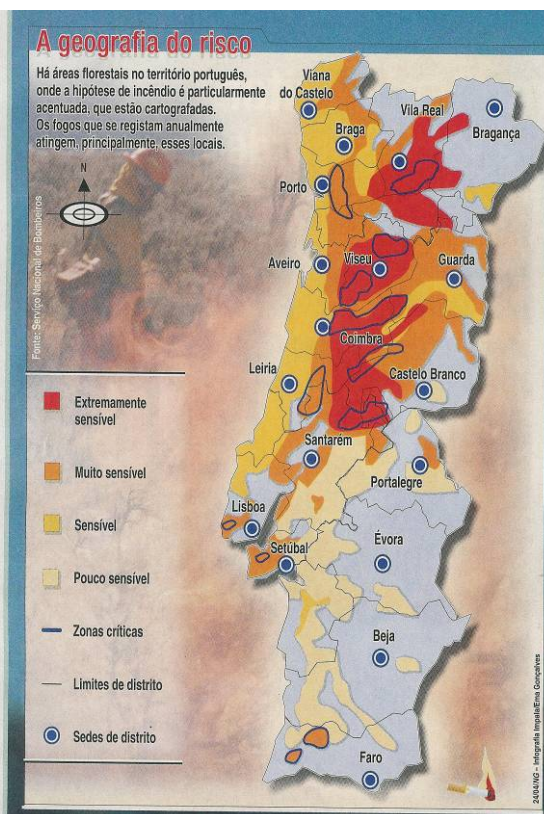 A geografia do risco
Há áreas florestais no território português,
onde a hipótese de incêndio é particularmente
acentuada, que estão cartografadas.
Os fogos que se registam anualmente
atingem, principalmente, esses locais.
N
Fonte: Serviço Nacional de Bombeiros
Viana
do Castelo
Braga
Vila Real
Bragança
Porto
Aveiro
Viseu
Guarda
Coimbra
Leiria
Castelo Branco
Santarém
Portalegre
Lisboa
Setúbal
Évora
Beja
Faro
Extremamente
sensível
Muito sensível
Sensível
Pouco sensível
Zonas críticas
Limites de distrito
Sedes de distrito
24/04/NG – Infografia Impala/Ema Gonçalves